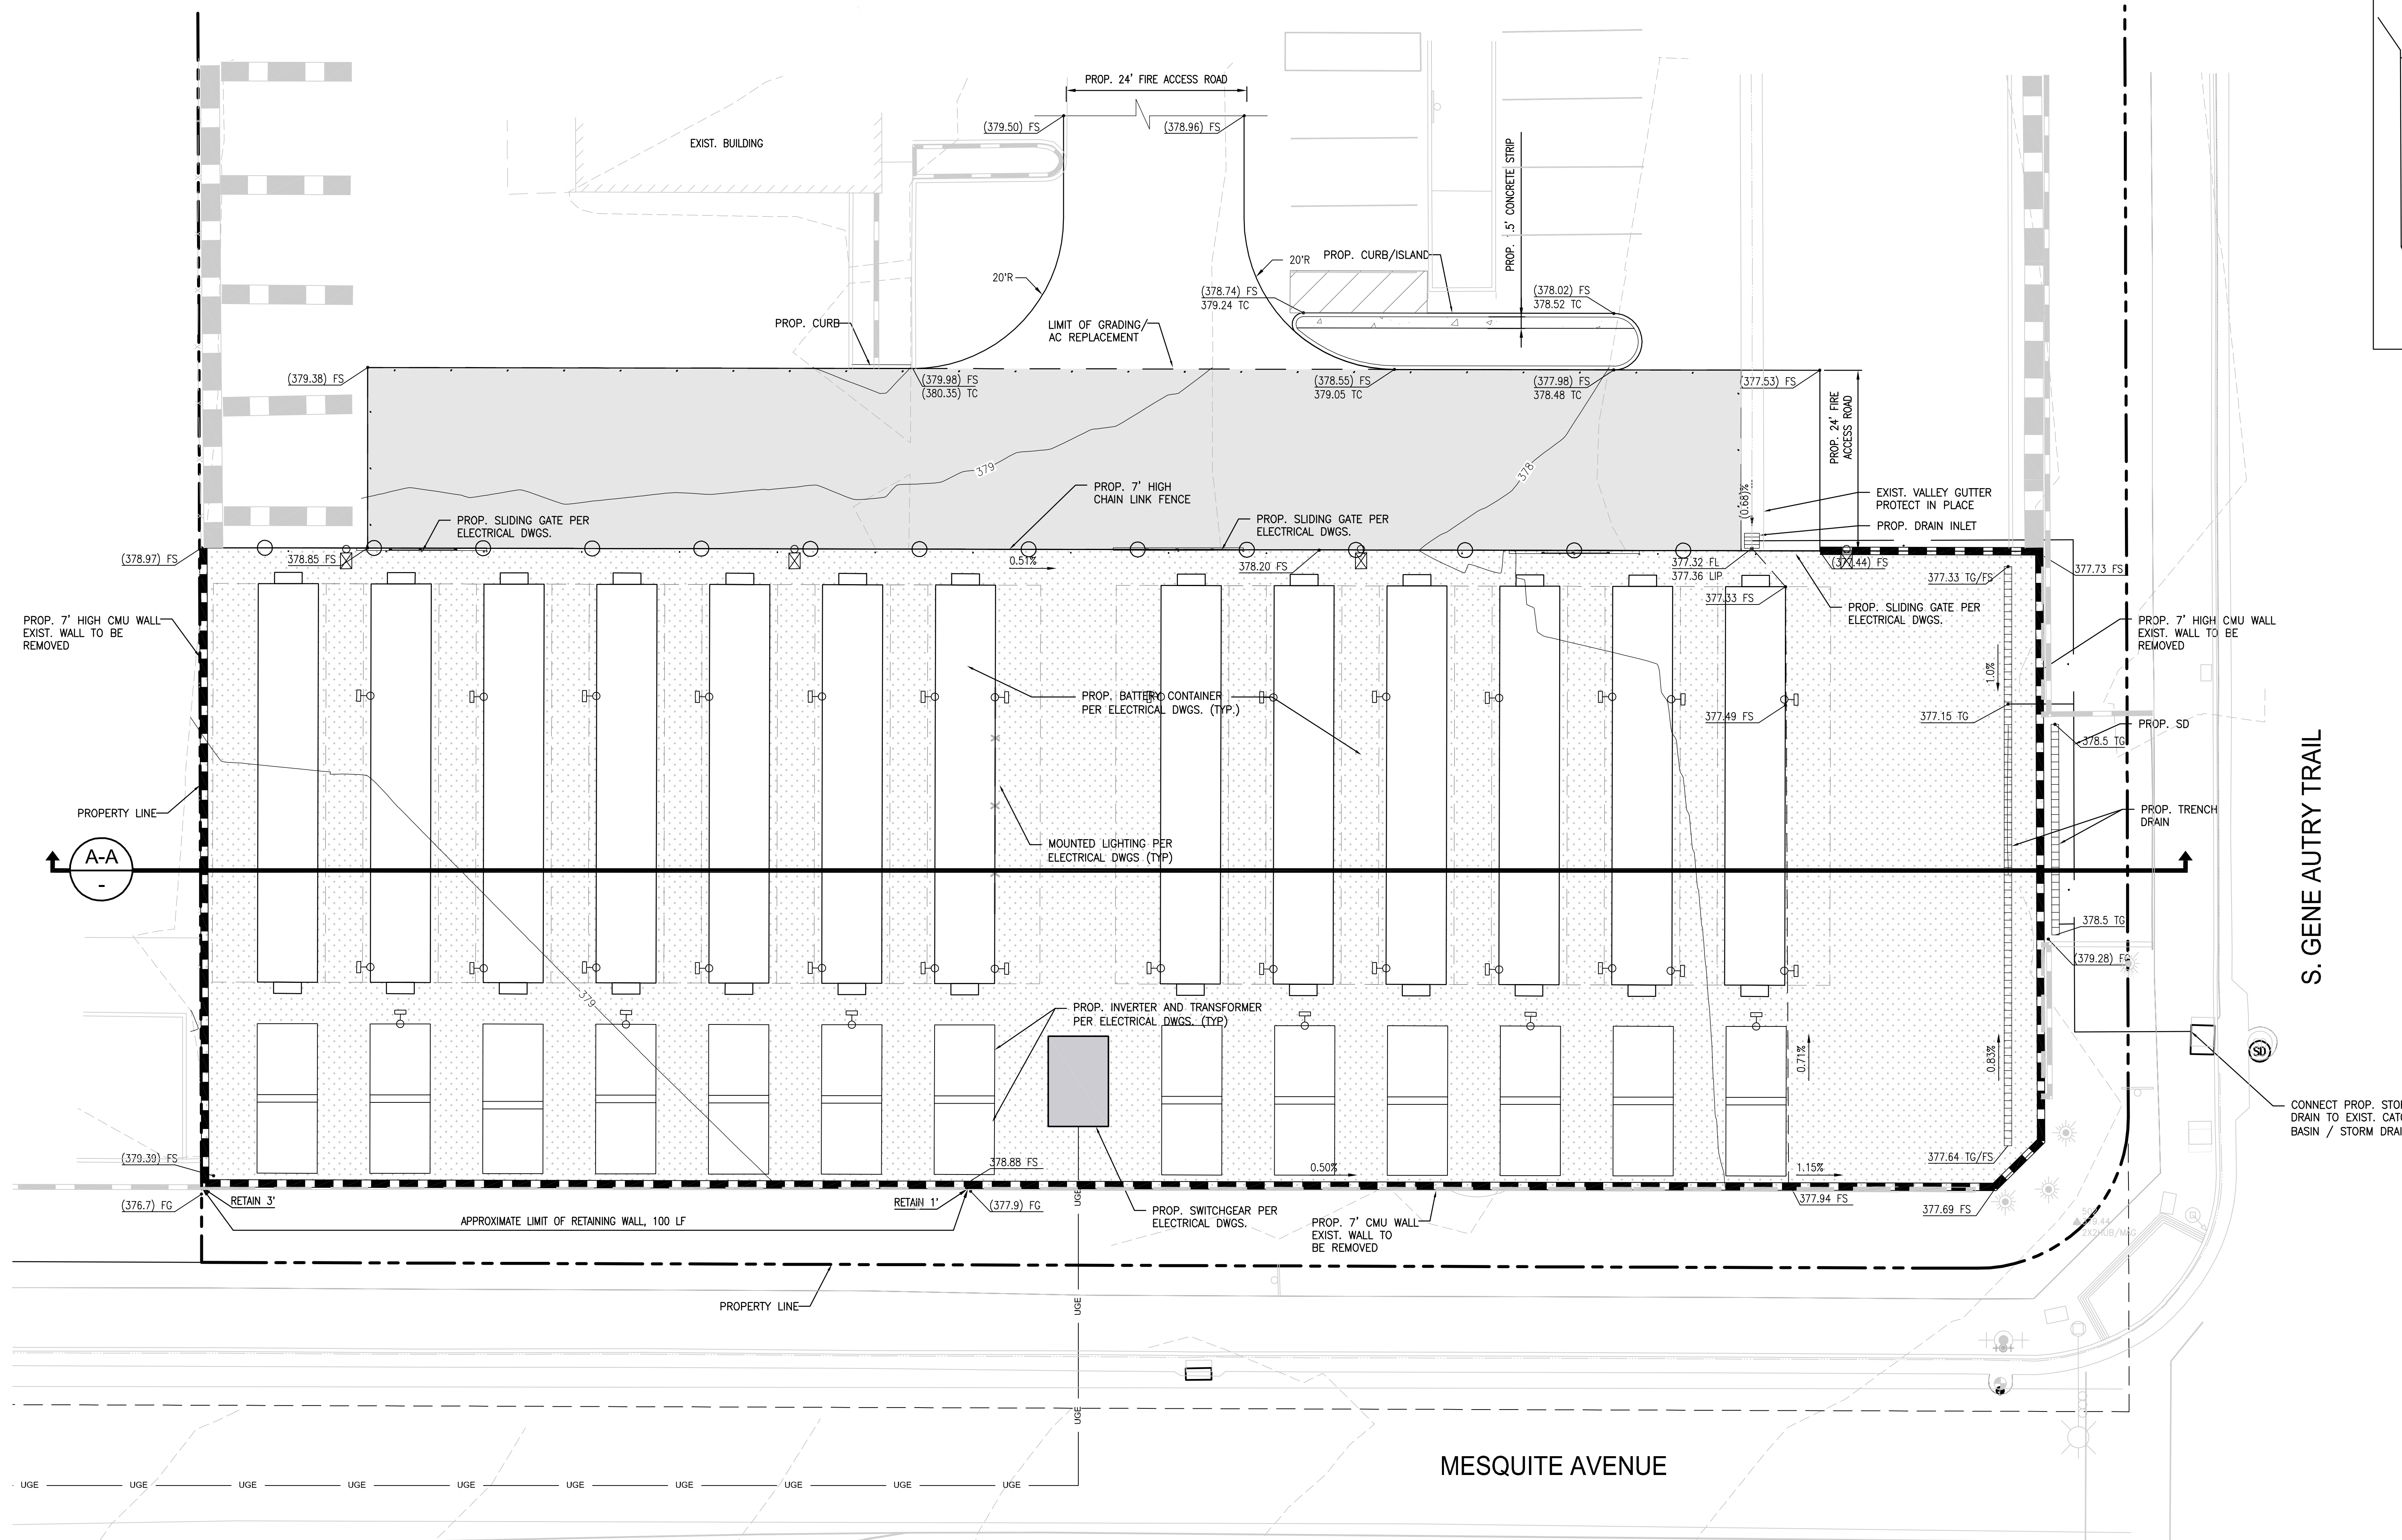 PROP. 24' FIRE ACCESS ROAD
(379.50) FS
(378.96) FS
EXIST. BUILDING
PROP. .5' CONCRETE STRIP
20'R
20'R
PROP. CURB/ISLAND
(378.74) FS
379.24 TC
(378.02) FS
378.52 TC
PROP. CURB
LIMIT OF GRADING/
AC REPLACEMENT
(379.38) FS
(379.98) FS
(380.35) TC
(378.55) FS
379.05 TC
(377.98) FS
378.48 TC
(377.53) FS
PROP. 24' FIRE
ACCESS ROAD
379
378
PROP. 7' HIGH
CHAIN LINK FENCE
(0.68)%
EXIST. VALLEY GUTTER
PROTECT IN PLACE
PROP. SLIDING GATE PER
ELECTRICAL DWGS.
PROP. SLIDING GATE PER
ELECTRICAL DWGS.
PROP. DRAIN INLET
(378.97) FS
378.85 FS
0.51%
378.20 FS
377.32 FL
377.36 LIP
(377.44) FS
377.33 TG/FS
377.73 FS
377.33 FS
PROP. SLIDING GATE PER
ELECTRICAL DWGS.
PROP. 7' HIGH CMU WALL
EXIST. WALL TO BE
REMOVED
PROP. 7' HIGH CMU WALL
EXIST. WALL TO BE
REMOVED
1.0%
PROP. BATTERY CONTAINER
PER ELECTRICAL DWGS. (TYP.)
377.49 FS
377.15 TG
PROP. SD
378.5 TG
PROPERTY LINE
PROP. TRENCH
DRAIN
S. GENE AUTRY TRAIL
MOUNTED LIGHTING PER
ELECTRICAL DWGS (TYP)
A-A
-
378.5 TG
(379.28) FG
379
PROP. INVERTER AND TRANSFORMER
PER ELECTRICAL DWGS. (TYP)
0.71%
0.83%
SD
CONNECT PROP. STO
DRAIN TO EXIST. CAT
BASIN / STORM DRAI
(379.39) FS
378.88 FS
0.50%
1.15%
377.64 TG/FS
(376.7) FG
RETAIN 3'
RETAIN 1'
(377.9) FG
UGE
377.94 FS
377.69 FS
APPROXIMATE LIMIT OF RETAINING WALL, 100 LF
PROP. SWITCHGEAR PER
ELECTRICAL DWGS.
PROP. 7' CMU WALL
EXIST. WALL TO
BE REMOVED
2X2HUB/MAG
PROPERTY LINE
UGE
UGE
MESQUITE AVENUE
UGE UGE UGE UGE UGE UGE UGE UGE UGE UGE